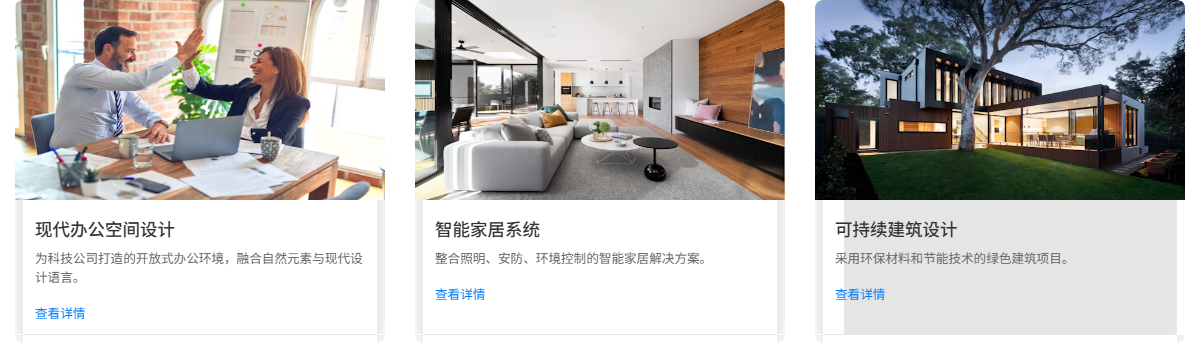 现代办公空间设计
为科技公司打造的开放式办公环境，融合自然元素与现代设
计语言。
查看详情
智能家居系统
整合照明、安防、环境控制的智能家居解决方案。
查看详情
可持续建筑设计
采用环保材料和节能技术的绿色建筑项目。
查看详情